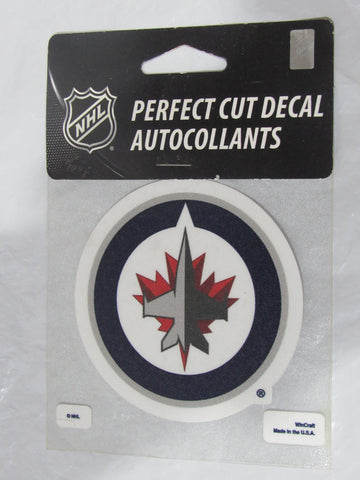 NHL
PERFECT CUT DECAL
AUTOCOLLANTS
®
© NHL
WinCraft
Made in the U.S.A.